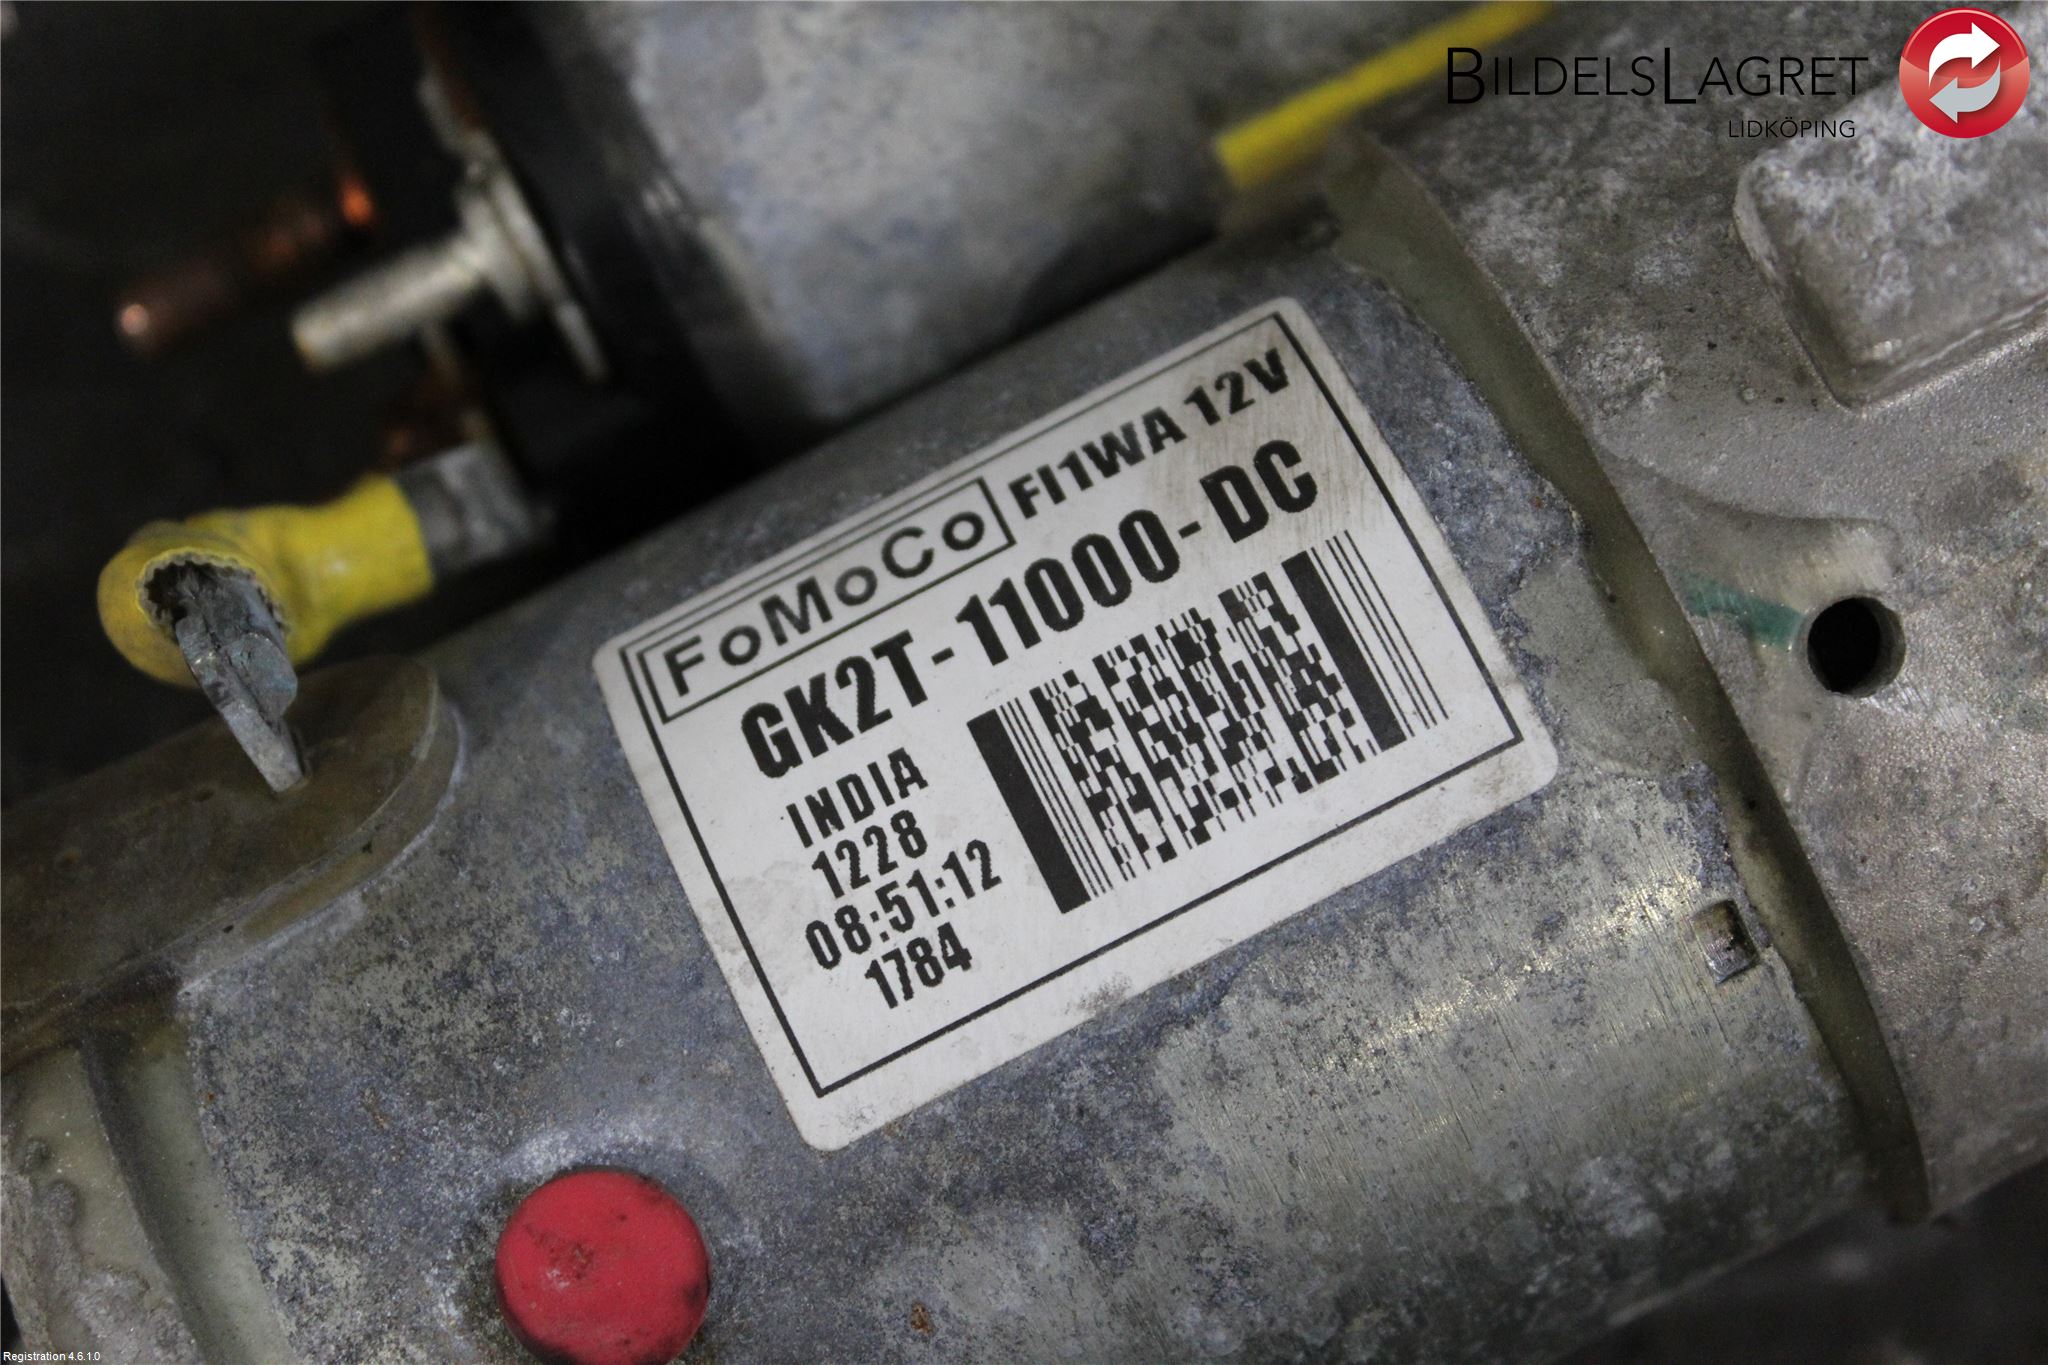 BILDELSLAGRET
LIDKÖPING
FoMoCo FI1WA 12V
GK2T-11000-DC
INDIA
1228
08:51:12
1784
Registration 4.6.1.0